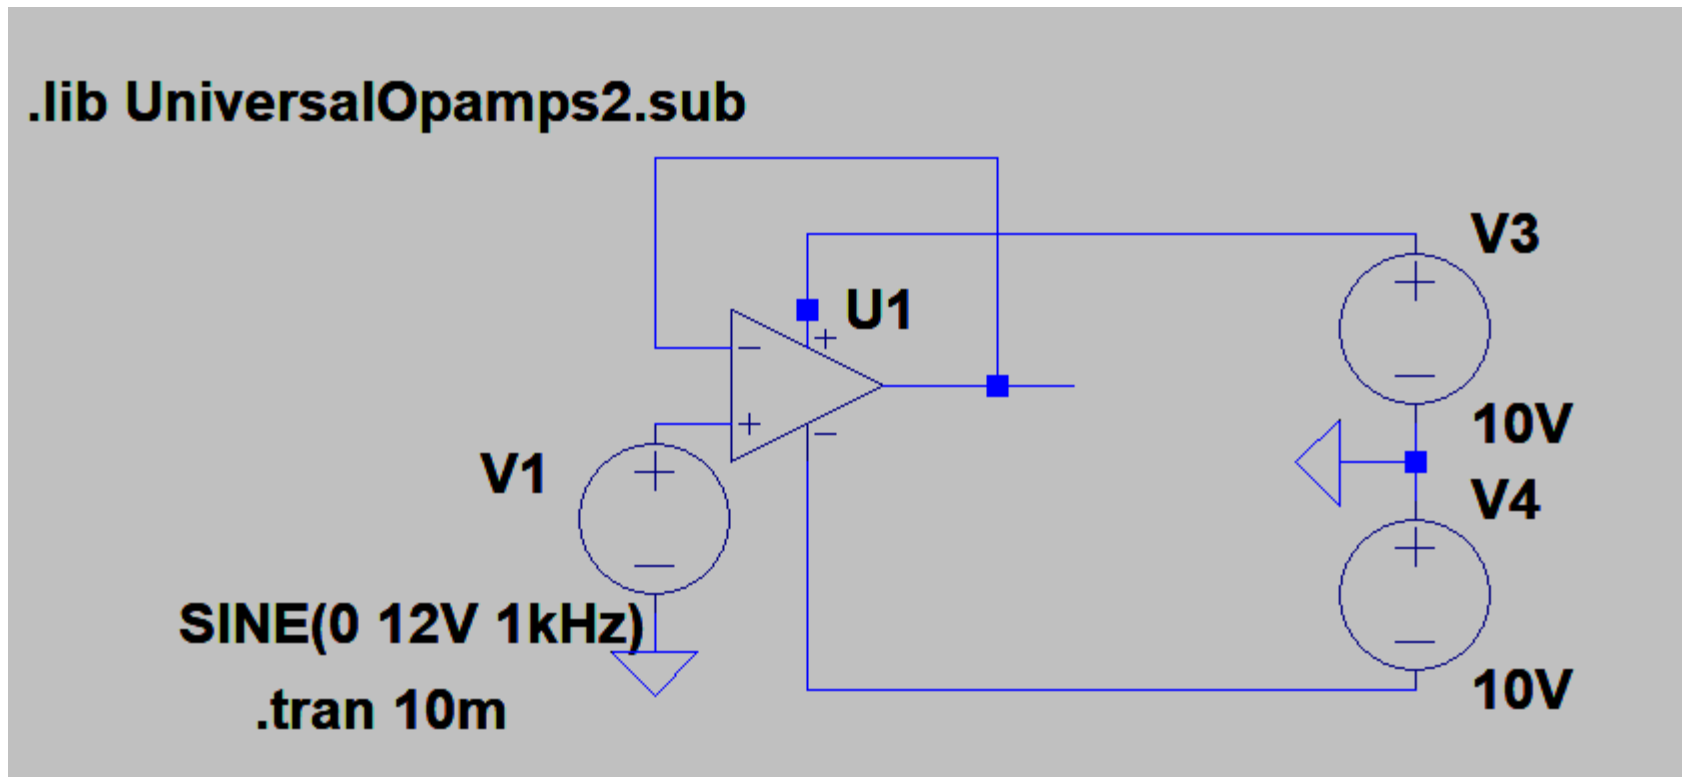 .lib UniversalOpamps2.sub
V3
+
U1
+
−
−
10V
+
V1
−
+
V4
+
−
SINE(0 12V 1kHz)
−
10V
.tran 10m